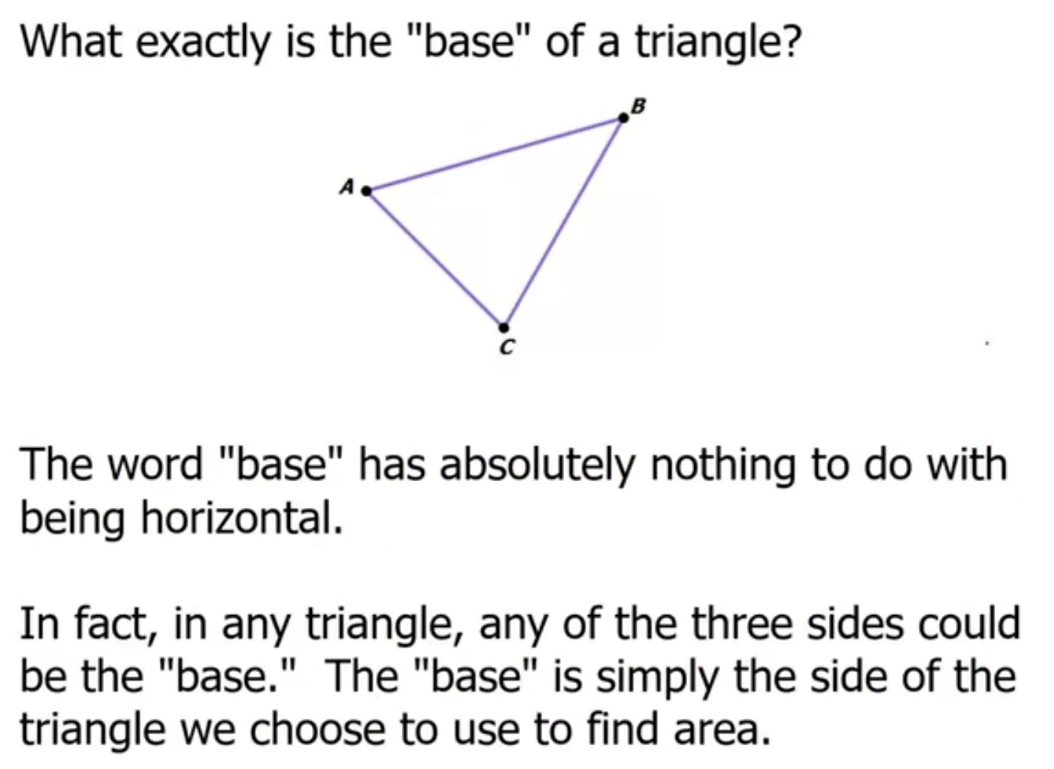 What exactly is the "base" of a triangle?
B
A
C
The word "base" has absolutely nothing to do with
being horizontal.
In fact, in any triangle, any of the three sides could
be the "base."  The "base" is simply the side of the
triangle we choose to use to find area.